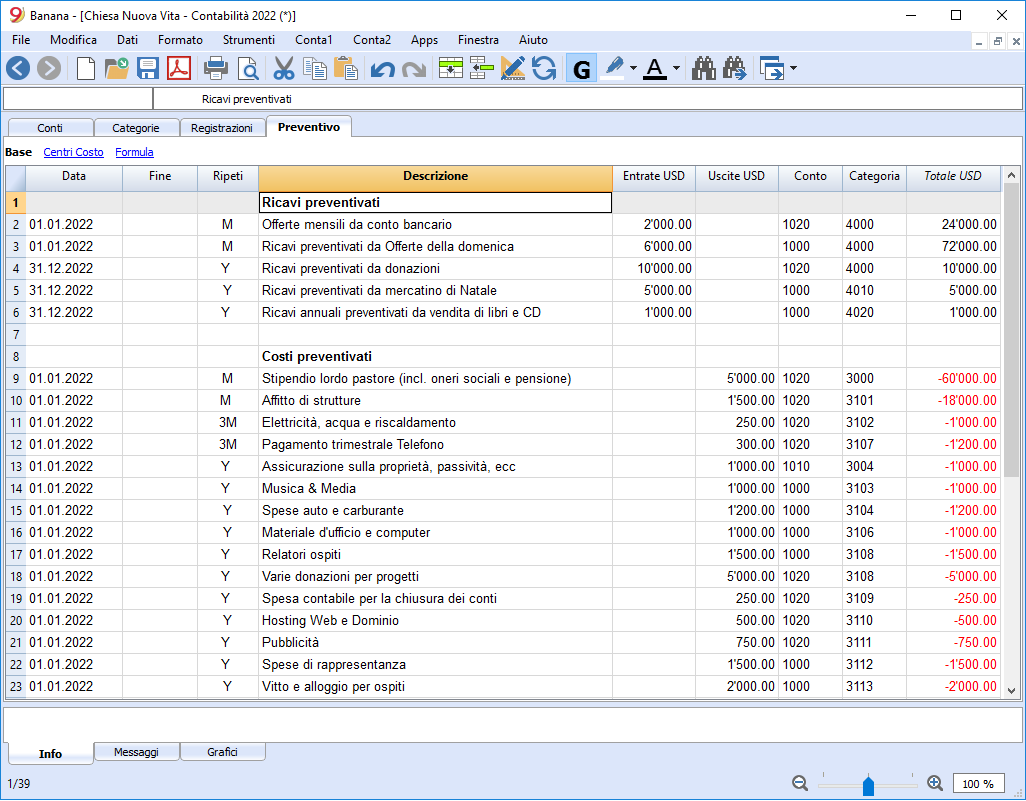 Banana - [Chiesa Nuova Vita - Contabilità 2022 (*)]
File Modifica Dati Formato Strumenti Conta1 Conta2 Apps Finestra Aiuto
G A
Ricavi preventivati
Conti Categorie Registrazioni Preventivo
Base Centri Costo Formula
Data Fine Ripeti Descrizione Entrate USD Uscite USD Conto Categoria Totale USD
1 Ricavi preventivati
2 01.01.2022 M Offerte mensili da conto bancario 2'000.00 1020 4000 24'000.00
3 01.01.2022 M Ricavi preventivati da Offerte della domenica 6'000.00 1000 4000 72'000.00
4 31.12.2022 Y Ricavi preventivati da donazioni 10'000.00 1020 4000 10'000.00
5 31.12.2022 Y Ricavi preventivati da mercatino di Natale 5'000.00 1000 4010 5'000.00
6 31.12.2022 Y Ricavi annuali preventivati da vendita di libri e CD 1'000.00 1000 4020 1'000.00
7
8 Costi preventivati
9 01.01.2022 M Stipendio lordo pastore (incl. oneri sociali e pensione) 5'000.00 1020 3000 -60'000.00
10 01.01.2022 M Affitto di strutture 1'500.00 1020 3101 -18'000.00
11 01.01.2022 3M Elettricità, acqua e riscaldamento 250.00 1020 3102 -1'000.00
12 01.01.2022 3M Pagamento trimestrale Telefono 300.00 1020 3107 -1'200.00
13 01.01.2022 Y Assicurazione sulla proprietà, passività, ecc 1'000.00 1010 3004 -1'000.00
14 01.01.2022 Y Musica & Media 1'000.00 1000 3103 -1'000.00
15 01.01.2022 Y Spese auto e carburante 1'200.00 1000 3104 -1'200.00
16 01.01.2022 Y Materiale d'ufficio e computer 1'000.00 1000 3106 -1'000.00
17 01.01.2022 Y Relatori ospiti 1'500.00 1000 3108 -1'500.00
18 01.01.2022 Y Varie donazioni per progetti 5'000.00 1020 3108 -5'000.00
19 01.01.2022 Y Spesa contabile per la chiusura dei conti 250.00 1020 3109 -250.00
20 01.01.2022 Y Hosting Web e Dominio 500.00 1020 3110 -500.00
21 01.01.2022 Y Pubblicità 750.00 1020 3111 -750.00
22 01.01.2022 Y Spese di rappresentanza 1'500.00 1000 3112 -1'500.00
23 01.01.2022 Y Vitto e alloggio per ospiti 2'000.00 1000 3113 -2'000.00
Info Messaggi Grafici
1/39 100 %